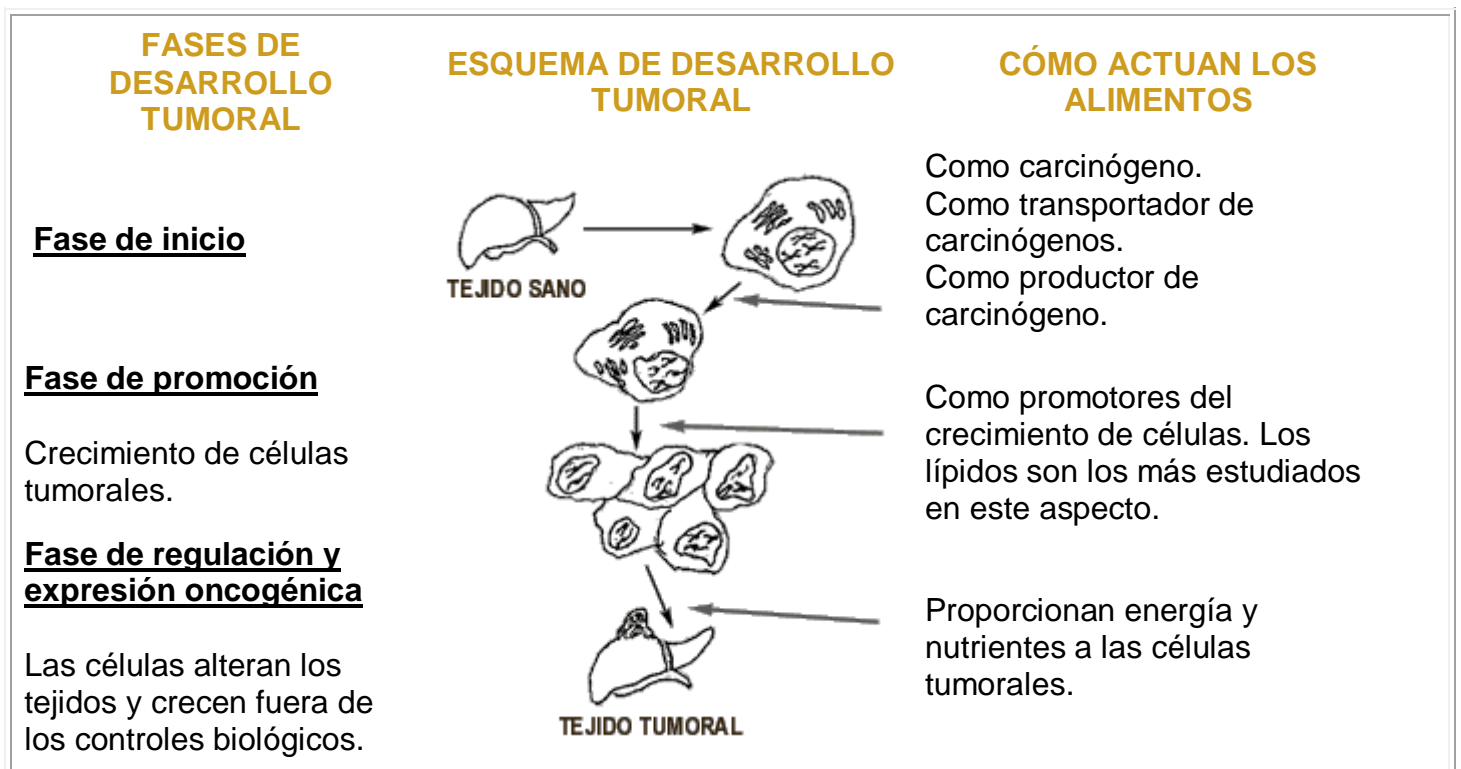 FASES DE
DESARROLLO
TUMORAL
ESQUEMA DE DESARROLLO
TUMORAL
CÓMO ACTUAN LOS
ALIMENTOS
Fase de inicio
TEJIDO SANO
Como carcinógeno.
Como transportador de
carcinógenos.
Como productor de
carcinógeno.
Fase de promoción
Crecimiento de células
tumorales.
Como promotores del
crecimiento de células. Los
lípidos son los más estudiados
en este aspecto.
Fase de regulación y
expresión oncogénica
Las células alteran los
tejidos y crecen fuera de
los controles biológicos.
TEJIDO TUMORAL
Proporcionan energía y
nutrientes a las células
tumorales.